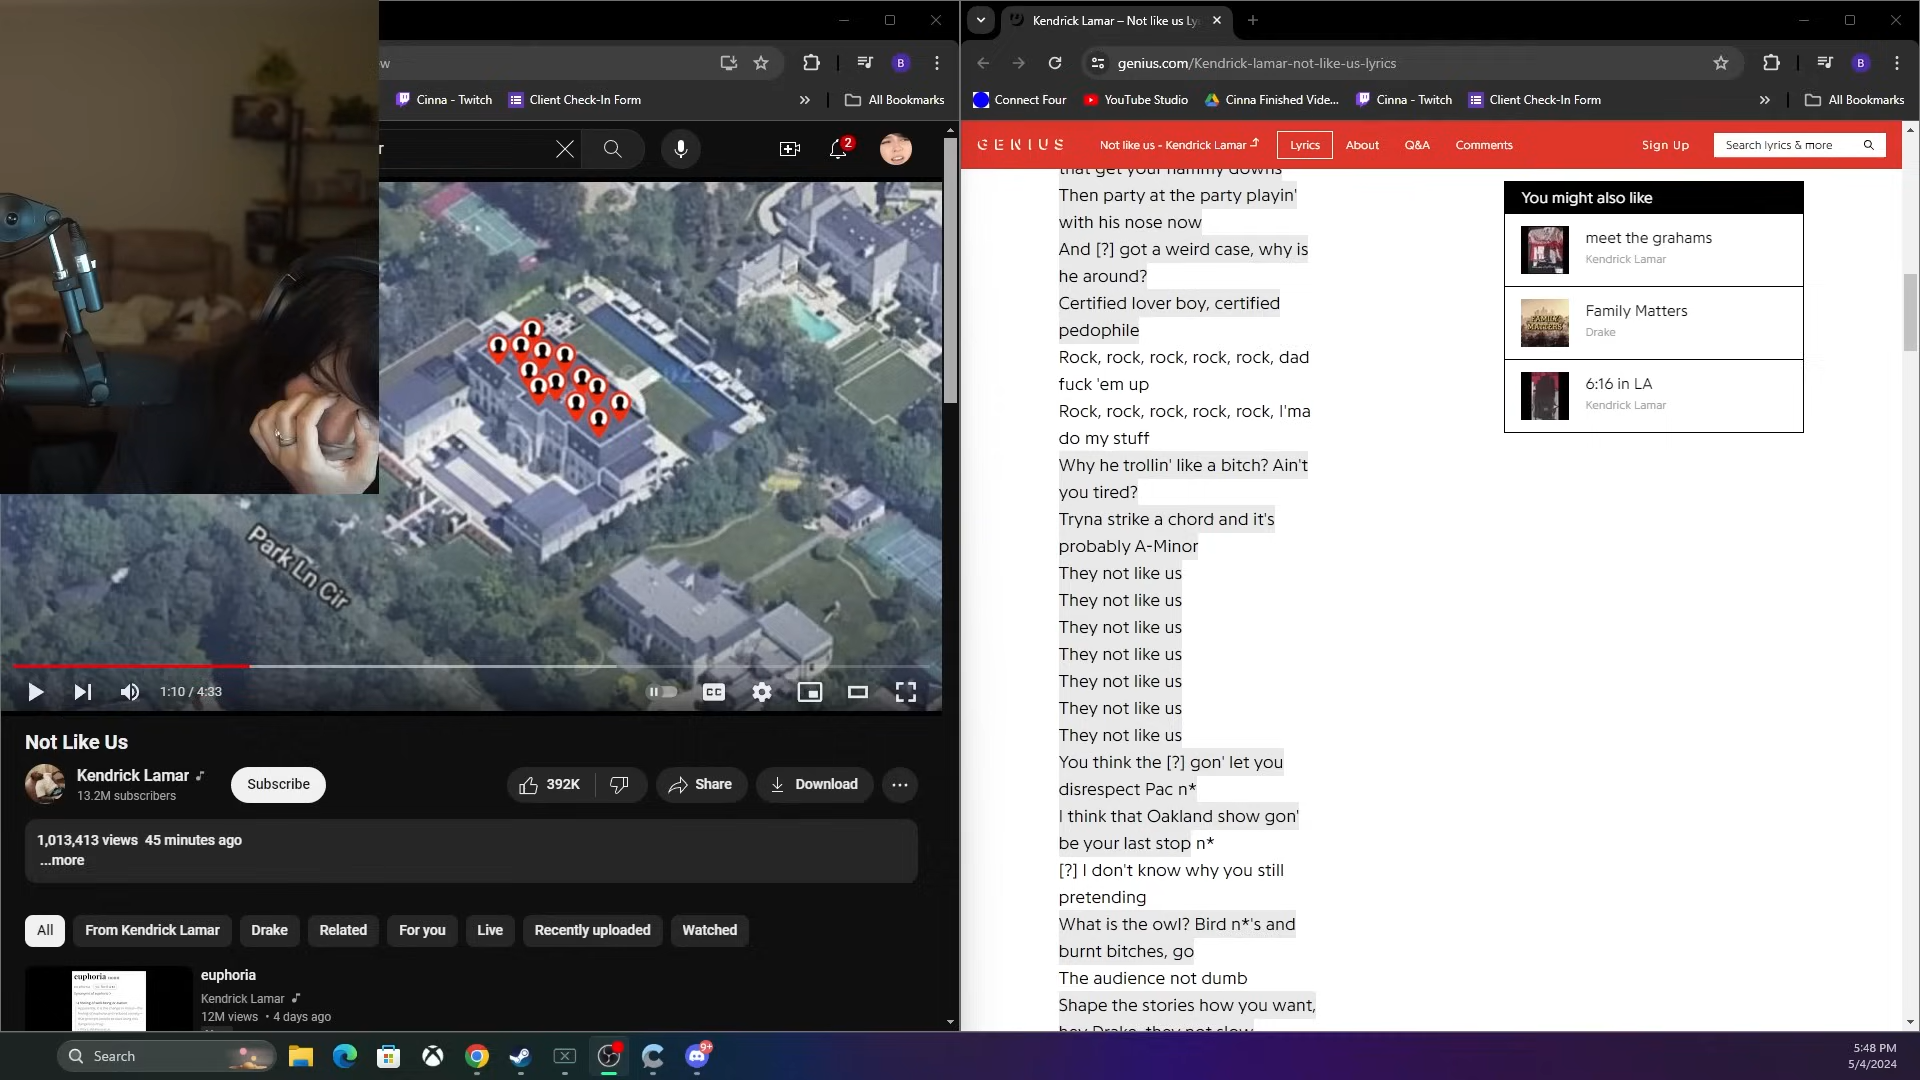 w
Cinna - Twitch
Client Check-In Form
»
All Bookmarks
B
r
2
Park Ln Cir
1:10 / 4:33
CC
Not Like Us
Kendrick Lamar
13.2M subscribers
Subscribe
392K
Share
Download
1,013,413 views 45 minutes ago
...more
All
From Kendrick Lamar
Drake
Related
For you
Live
Recently uploaded
Watched
euphoria
euphoria
Kendrick Lamar
12M views • 4 days ago
Kendrick Lamar – Not like us Ly
genius.com/Kendrick-lamar-not-like-us-lyrics
B
Connect Four
YouTube Studio
Cinna Finished Vide...
Cinna - Twitch
Client Check-In Form
»
All Bookmarks
GENIUS
Not like us - Kendrick Lamar
Lyrics
About
Q&A
Comments
Sign Up
Search lyrics & more
Then party at the party playin'
with his nose now
And [?] got a weird case, why is
he around?
Certified lover boy, certified
pedophile
Rock, rock, rock, rock, rock, dad
fuck 'em up
Rock, rock, rock, rock, rock, I'ma
do my stuff
Why he trollin' like a bitch? Ain't
you tired?
Tryna strike a chord and it's
probably A-Minor
They not like us
They not like us
They not like us
They not like us
They not like us
They not like us
They not like us
You think the [?] gon' let you
disrespect Pac n*
I think that Oakland show gon'
be your last stop n*
[?] I don't know why you still
pretending
What is the owl? Bird n*'s and
burnt bitches, go
The audience not dumb
Shape the stories how you want,
hey Drake, they not slow
You might also like
meet the grahams
Kendrick Lamar
Family Matters
Drake
FAMILY MATTERS
6:16 in LA
Kendrick Lamar
Search
9+
5:48 PM
5/4/2024